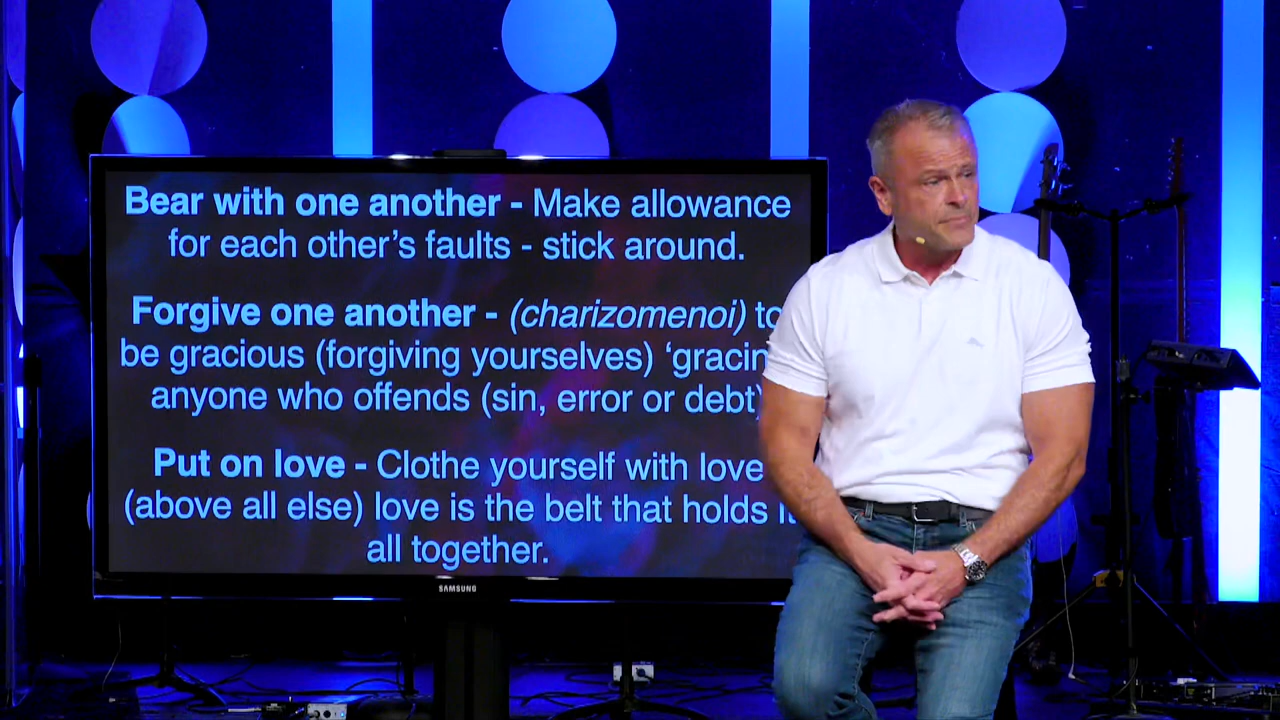 Bear with one another - Make allowance
for each other's faults - stick around.
Forgive one another - (charizomenoi) to
be gracious (forgiving yourselves) ‘gracin
anyone who offends (sin, error or debt)
Put on love - Clothe yourself with love
(above all else) love is the belt that holds it
all together.
SAMSUNG